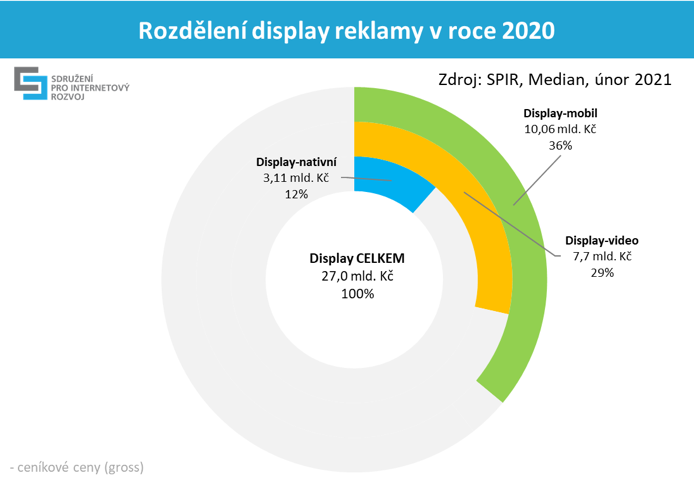 Rozdělení display reklamy v roce 2020
SDRUŽENÍ
PRO INTERNETOVÝ
ROZVOJ
Zdroj: SPIR, Median, únor 2021
Display-mobil
10,06 mld. Kč
36%
Display-nativní
3,11 mld. Kč
12%
Display-video
7,7 mld. Kč
29%
Display CELKEM
27,0 mld. Kč
100%
- ceníkové ceny (gross)